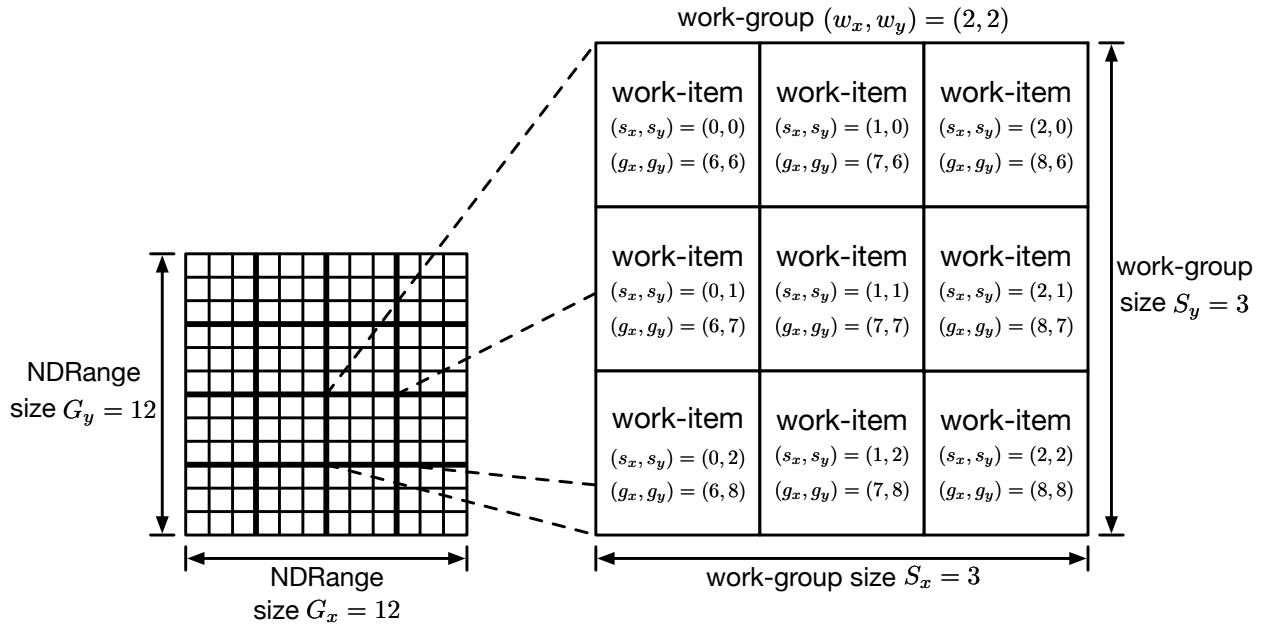 work-group (w_x, w_y) = (2, 2)
work-item
(s_x, s_y) = (0, 0)
(g_x, g_y) = (6, 6)
work-item
(s_x, s_y) = (1, 0)
(g_x, g_y) = (7, 6)
work-item
(s_x, s_y) = (2, 0)
(g_x, g_y) = (8, 6)
work-item
(s_x, s_y) = (0, 1)
(g_x, g_y) = (6, 7)
work-item
(s_x, s_y) = (1, 1)
(g_x, g_y) = (7, 7)
work-item
(s_x, s_y) = (2, 1)
(g_x, g_y) = (8, 7)
work-item
(s_x, s_y) = (0, 2)
(g_x, g_y) = (6, 8)
work-item
(s_x, s_y) = (1, 2)
(g_x, g_y) = (7, 8)
work-item
(s_x, s_y) = (2, 2)
(g_x, g_y) = (8, 8)
work-group
size S_y = 3
NDRange
size G_y = 12
NDRange
size G_x = 12
work-group size S_x = 3